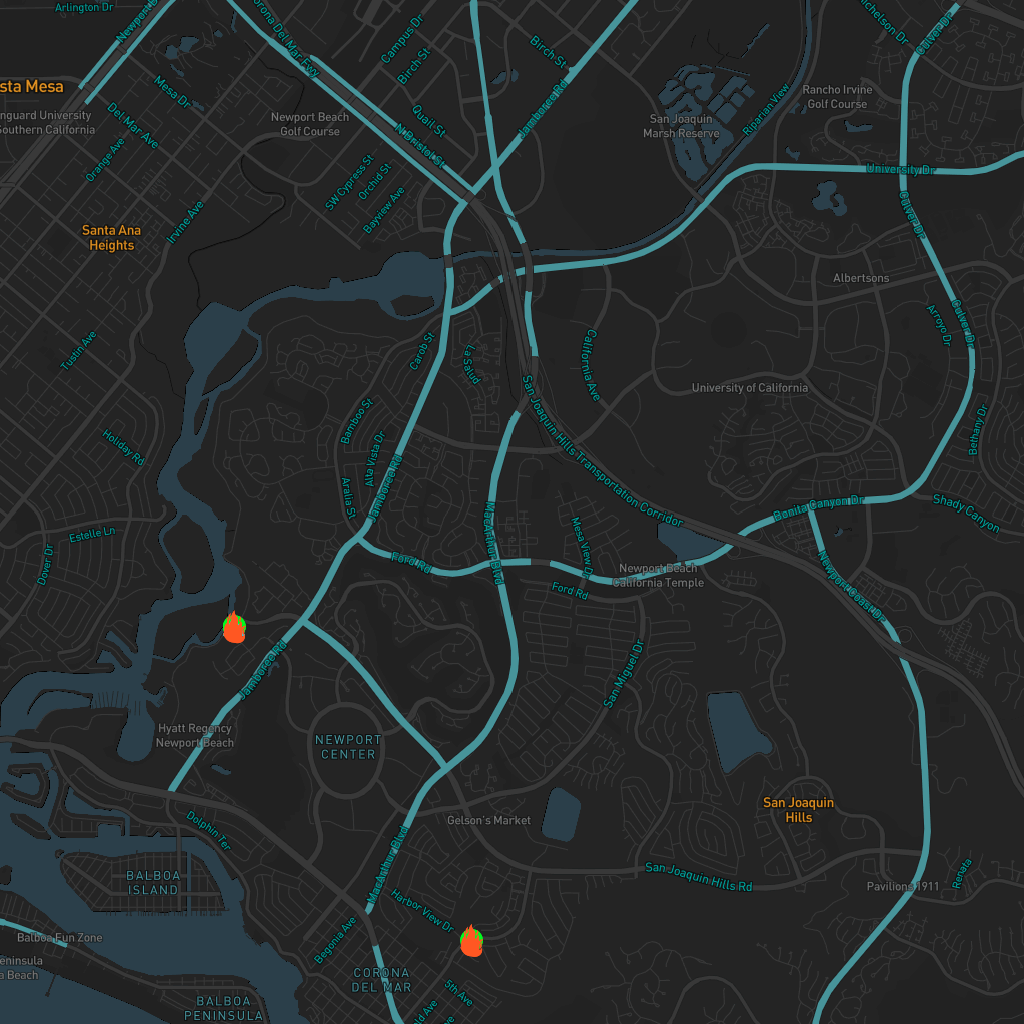 Arlington Dr
Newport B
Corona Del Mar Fwy
Campus Dr
Birch St
Birch St
Michelson Dr
Culver Dr
sta Mesa
Mesa Dr
Jamboree Rd
Rancho Irvine
Golf Course
Riparian View
nguard University
Southern California
Del Mar Ave
Newport Beach
Golf Course
Quail St
N Bristol St
San Joaquin
Marsh Reserve
Orange Ave
SW Cypress St
Orchid St
Bayview Ave
University Dr
Culver Dr
Santa Ana
Heights
Irvine Ave
Albertsons
Arroyo Dr
Culver Dr
Tustin Ave
Carob St
La Salud
California Ave
University of California
San Joaquin Hills Transportation Corridor
Bamboo St
Alta Vista Dr
Holiday Rd
Bethany Dr
Jamboree Rd
Aralia St
MacArthur Blvd
Mesa View Dr
Bonita Canyon Dr
Shady Canyon
Estelle Ln
Dover Dr
Ford Rd
Newport Beach
California Temple
Ford Rd
Newport Coast Dr
Jamboree Rd
San Miguel Dr
Hyatt Regency
Newport Beach
NEWPORT
CENTER
San Joaquin
Hills
Gelson's Market
Dolphin Ter
MacArthur Blvd
San Joaquin Hills Rd
Pavilions 1911
Renata
BALBOA
ISLAND
Harbor View Dr
Begonia Ave
Balboa Fun Zone
eninsula
a Beach
CORONA
DEL MAR
5th Ave
BALBOA
PENINSULA